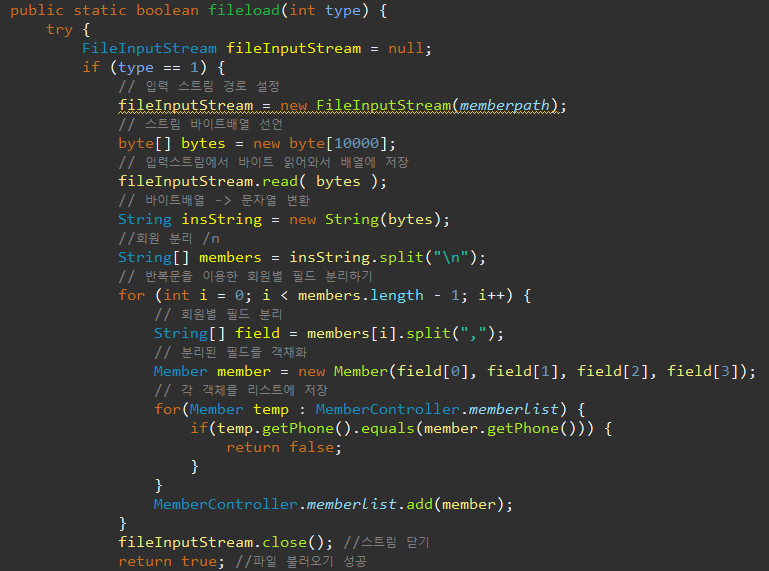 public static boolean fileload(int type) {
try {
FileInputStream fileInputStream = null;
if (type == 1) {
// 입력 스트림 경로 설정
fileInputStream = new FileInputStream(memberpath);
// 스트림 바이트배열 선언
byte[] bytes = new byte[10000];
// 입력스트림에서 바이트 읽어와서 배열에 저장
fileInputStream.read( bytes );
// 바이트배열 -> 문자열 변환
String insString = new String(bytes);
//회원 분리 /n
String[] members = insString.split("\n");
// 반복문을 이용한 회원별 필드 분리하기
for (int i = 0; i < members.length - 1; i++) {
// 회원별 필드 분리
String[] field = members[i].split(",");
// 분리된 필드를 객채화
Member member = new Member(field[0], field[1], field[2], field[3]);
// 각 객체를 리스트에 저장
for(Member temp : MemberController.memberlist) {
if(temp.getPhone().equals(member.getPhone())) {
return false;
}
}
MemberController.memberlist.add(member);
}
fileInputStream.close(); //스트림 닫기
return true; //파일 불러오기 성공